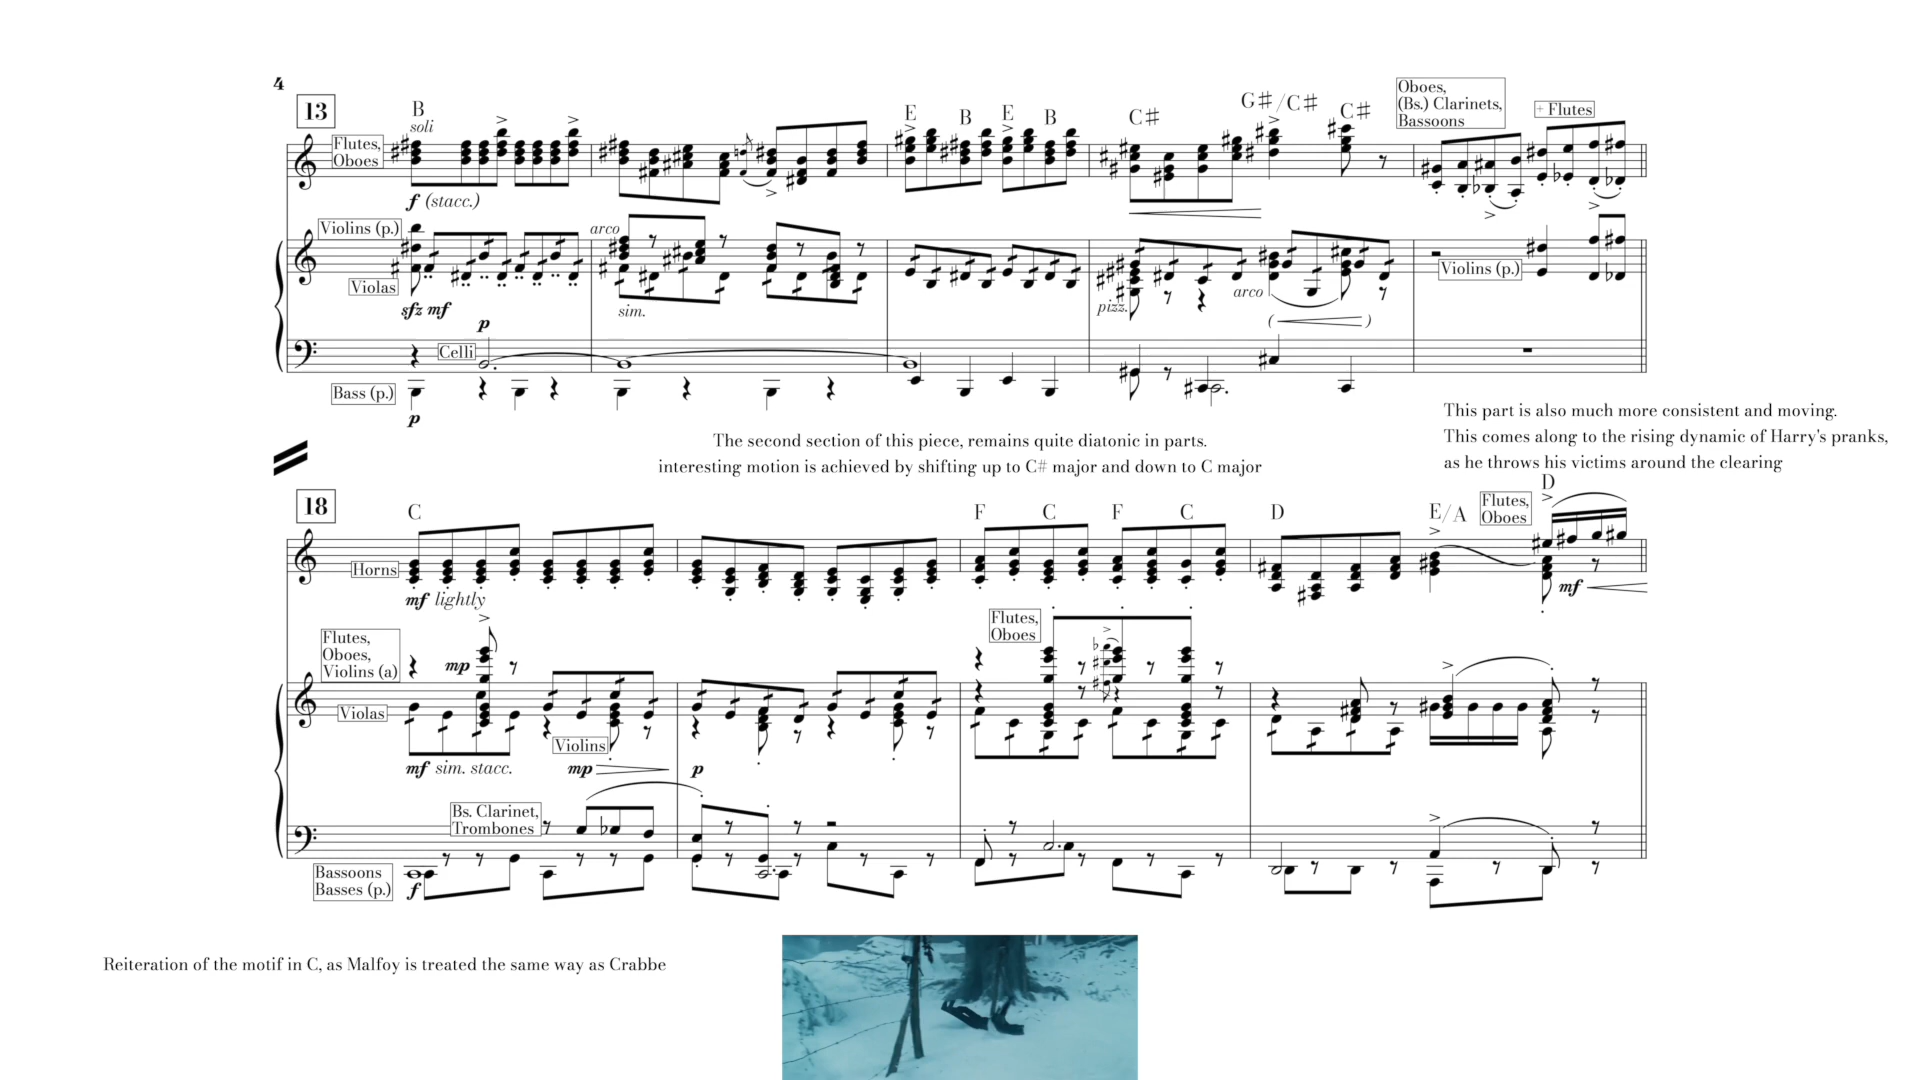 4
13
B
soli
E B E B
C♯
G♯/C♯
C♯
Oboes,
(Bs.) Clarinets,
Bassoons
+ Flutes
Flutes,
Oboes
f (stacc.)
Violins (p.)
arco
Violas
Violins (p.)
sfz mf
sim.
pizz.
arco
( )
p
Celli
Bass (p.)
p
This part is also much more consistent and moving.
This comes along to the rising dynamic of Harry's pranks,
as he throws his victims around the clearing
The second section of this piece, remains quite diatonic in parts.
interesting motion is achieved by shifting up to C# major and down to C major
18
C
F C F C
D
E/A
D
Flutes,
Oboes
Horns
mf lightly
mf
Flutes,
Oboes,
Violins (a)
mp
Flutes,
Oboes
Violas
Violins
mf sim. stacc.
mp
p
Bs. Clarinet,
Trombones
Bassoons
Basses (p.)
f
Reiteration of the motif in C, as Malfoy is treated the same way as Crabbe